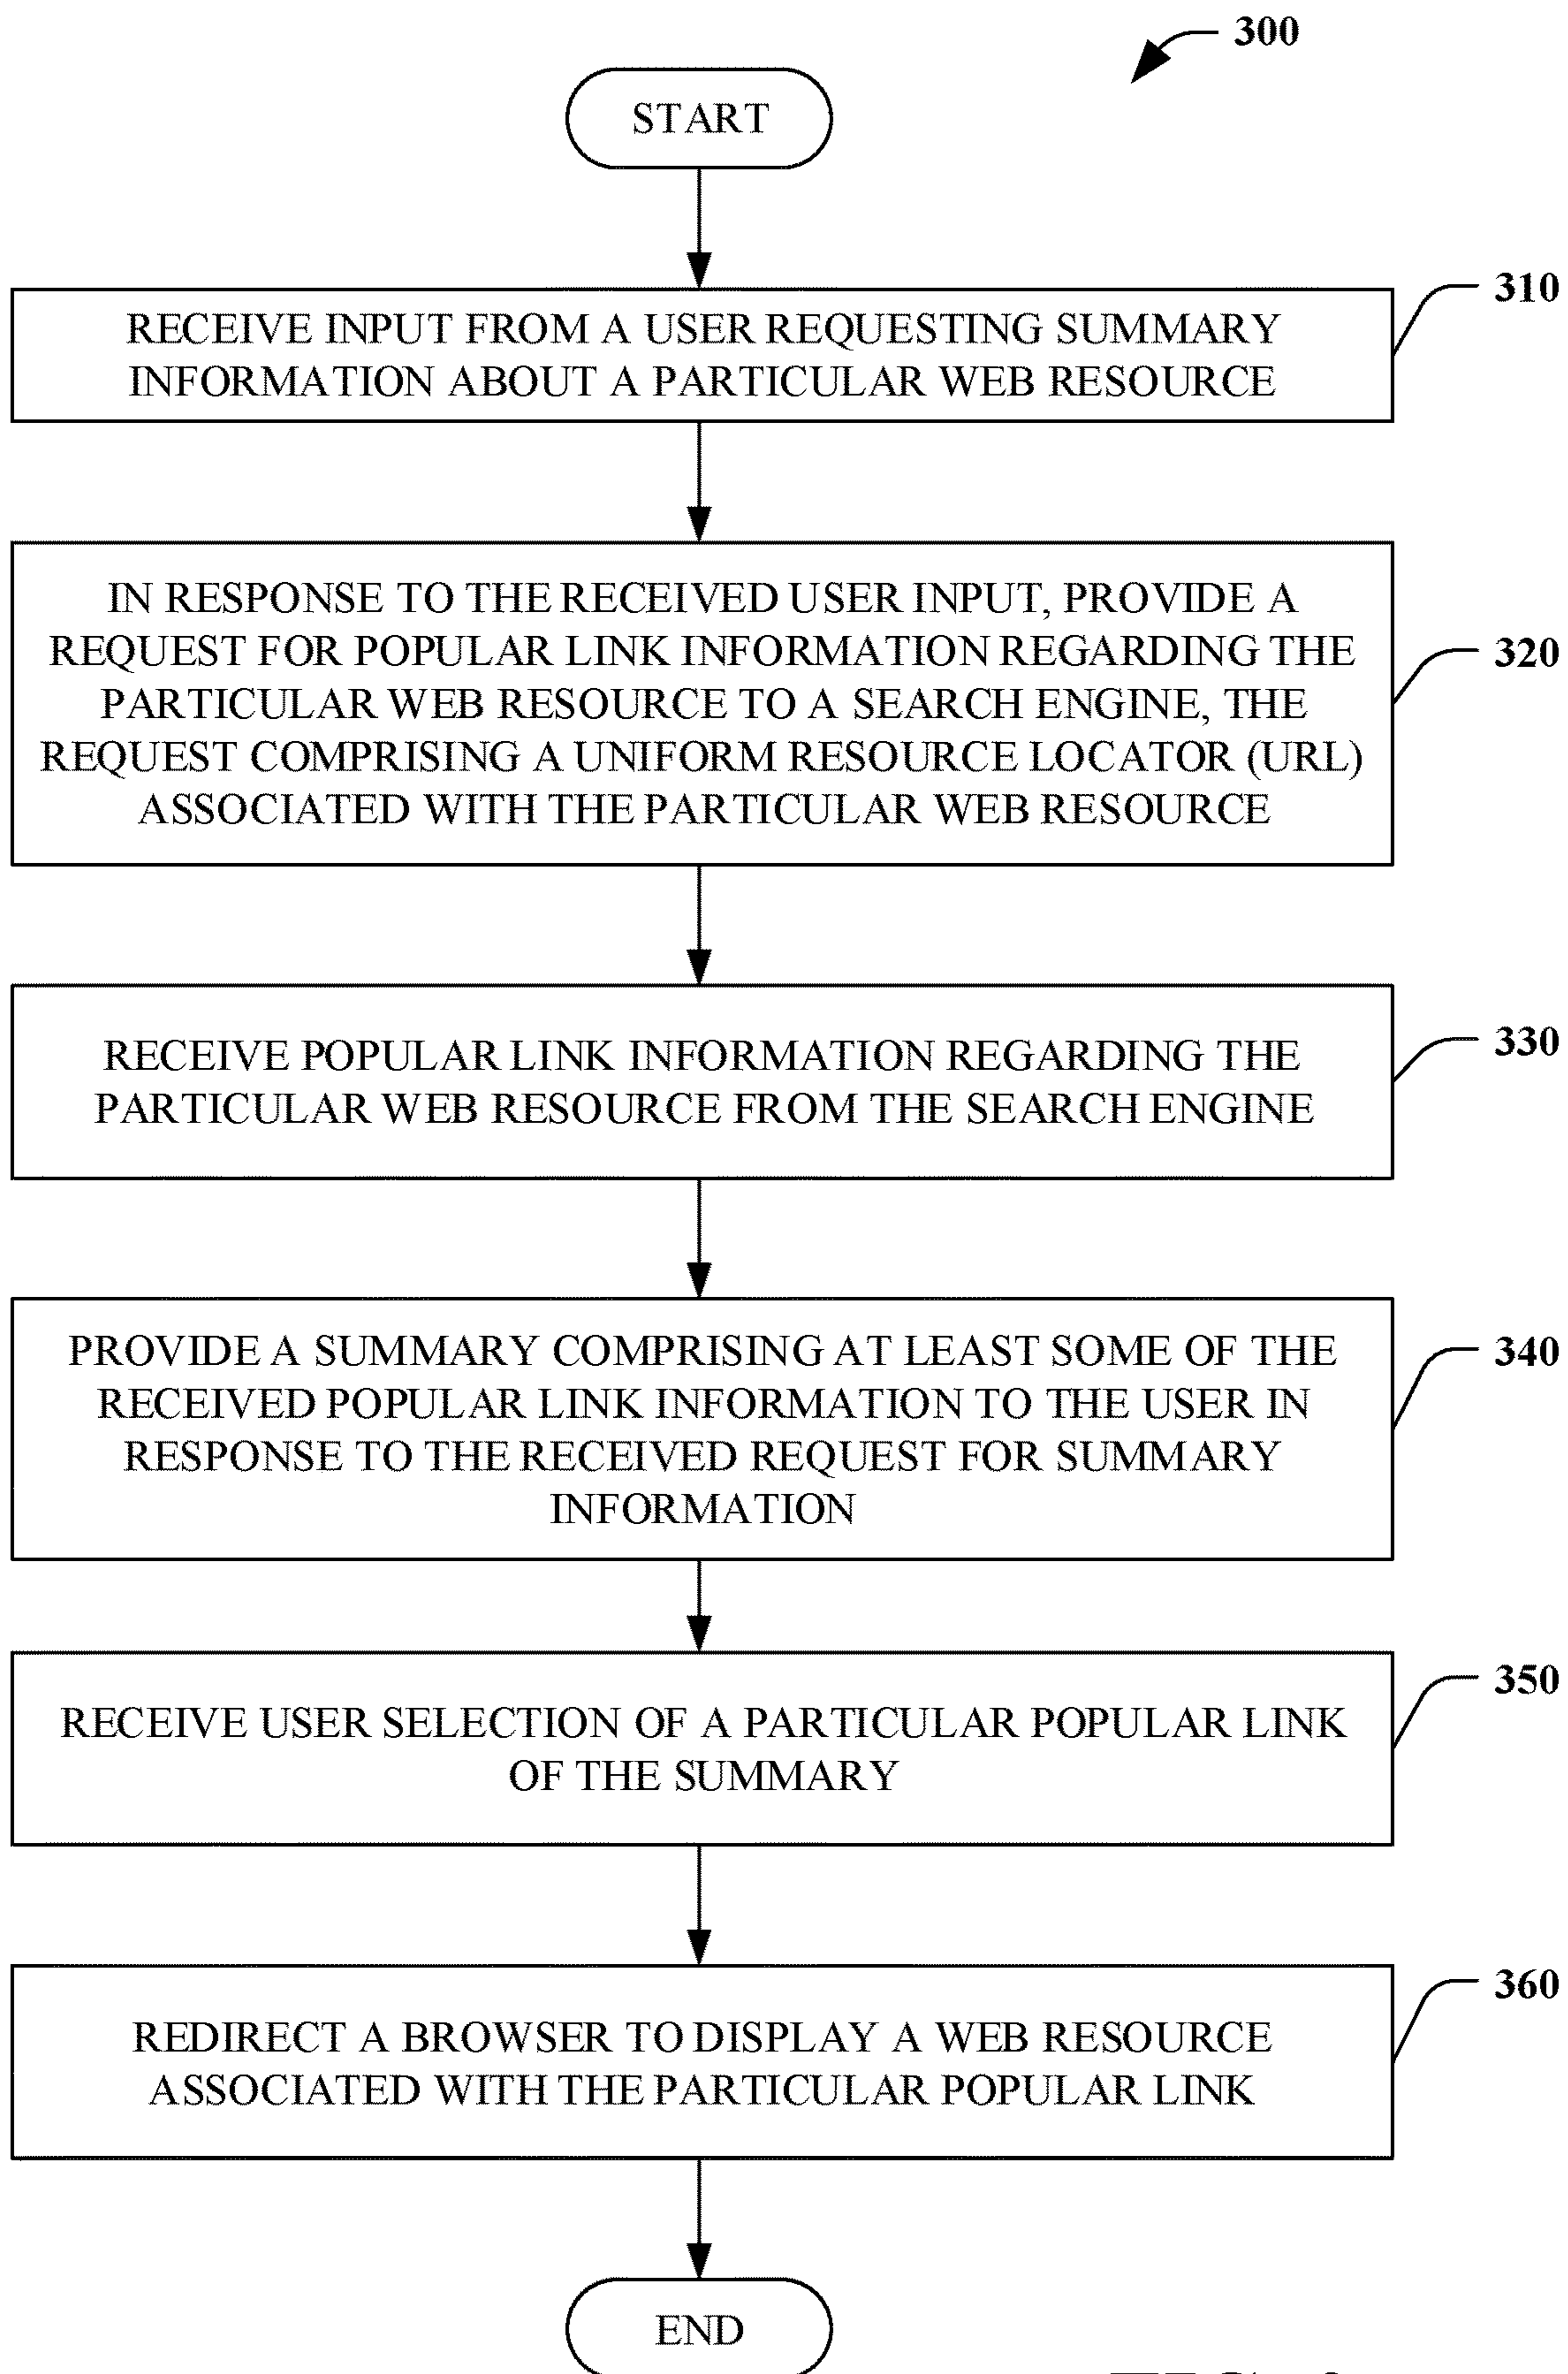 300
START
310
RECEIVE INPUT FROM A USER REQUESTING SUMMARY
INFORMATION ABOUT A PARTICULAR WEB RESOURCE
IN RESPONSE TO THE RECEIVED USER INPUT, PROVIDE A
REQUEST FOR POPULAR LINK INFORMATION REGARDING THE
320
PARTICULAR WEB RESOURCE TO A SEARCH ENGINE, THE
REQUEST COMPRISING A UNIFORM RESOURCE LOCATOR (URL)
ASSOCIATED WITH THE PARTICULAR WEB RESOURCE
330
RECEIVE POPULAR LINK INFORMATION REGARDING THE
PARTICULAR WEB RESOURCE FROM THE SEARCH ENGINE
340
PROVIDE A SUMMARY COMPRISING AT LEAST SOME OF THE
RECEIVED POPULAR LINK INFORMATION TO THE USER IN
RESPONSE TO THE RECEIVED REQUEST FOR SUMMARY
INFORMATION
350
RECEIVE USER SELECTION OF A PARTICULAR POPULAR LINK
OF THE SUMMARY
360
REDIRECT A BROWSER TO DISPLAY A WEB RESOURCE
ASSOCIATED WITH THE PARTICULAR POPULAR LINK
END